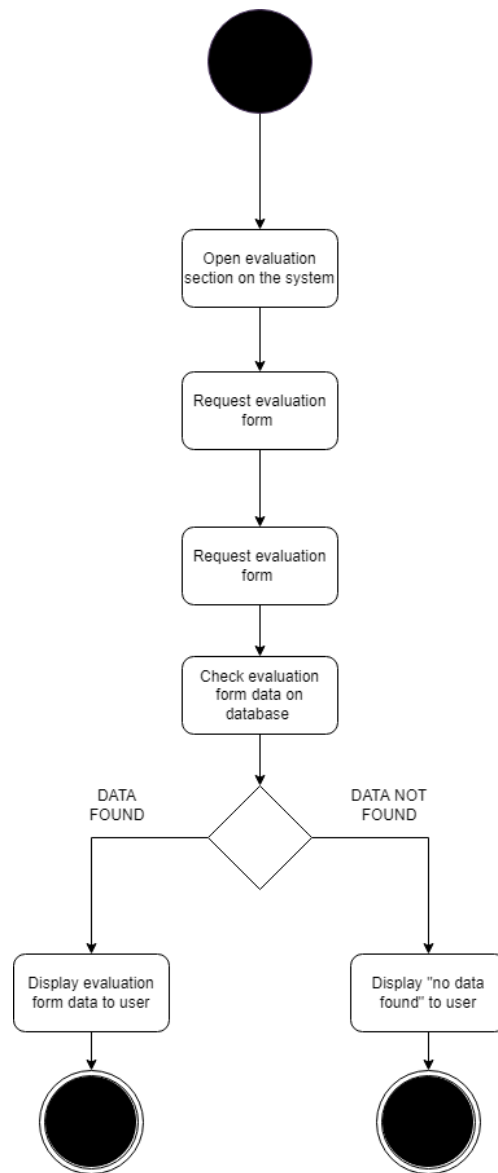 Open evaluation
section on the system
Request evaluation
form
Request evaluation
form
Check evaluation
form data on
database
DATA
FOUND
DATA NOT
FOUND
Display evaluation
form data to user
Display "no data
found" to user